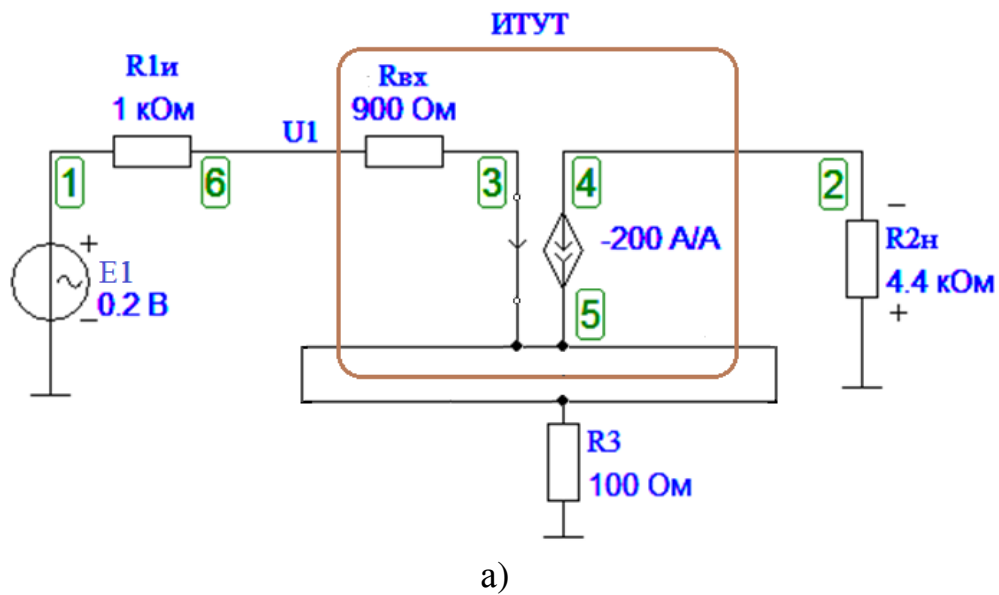 ИТУТ
R1и
1 кОм
U1
Rвх
900 Ом
1
6
3
4
2
-200 А/А
+
E1
0.2 В
−
−
R2н
4.4 кОм
+
5
R3
100 Ом
а)